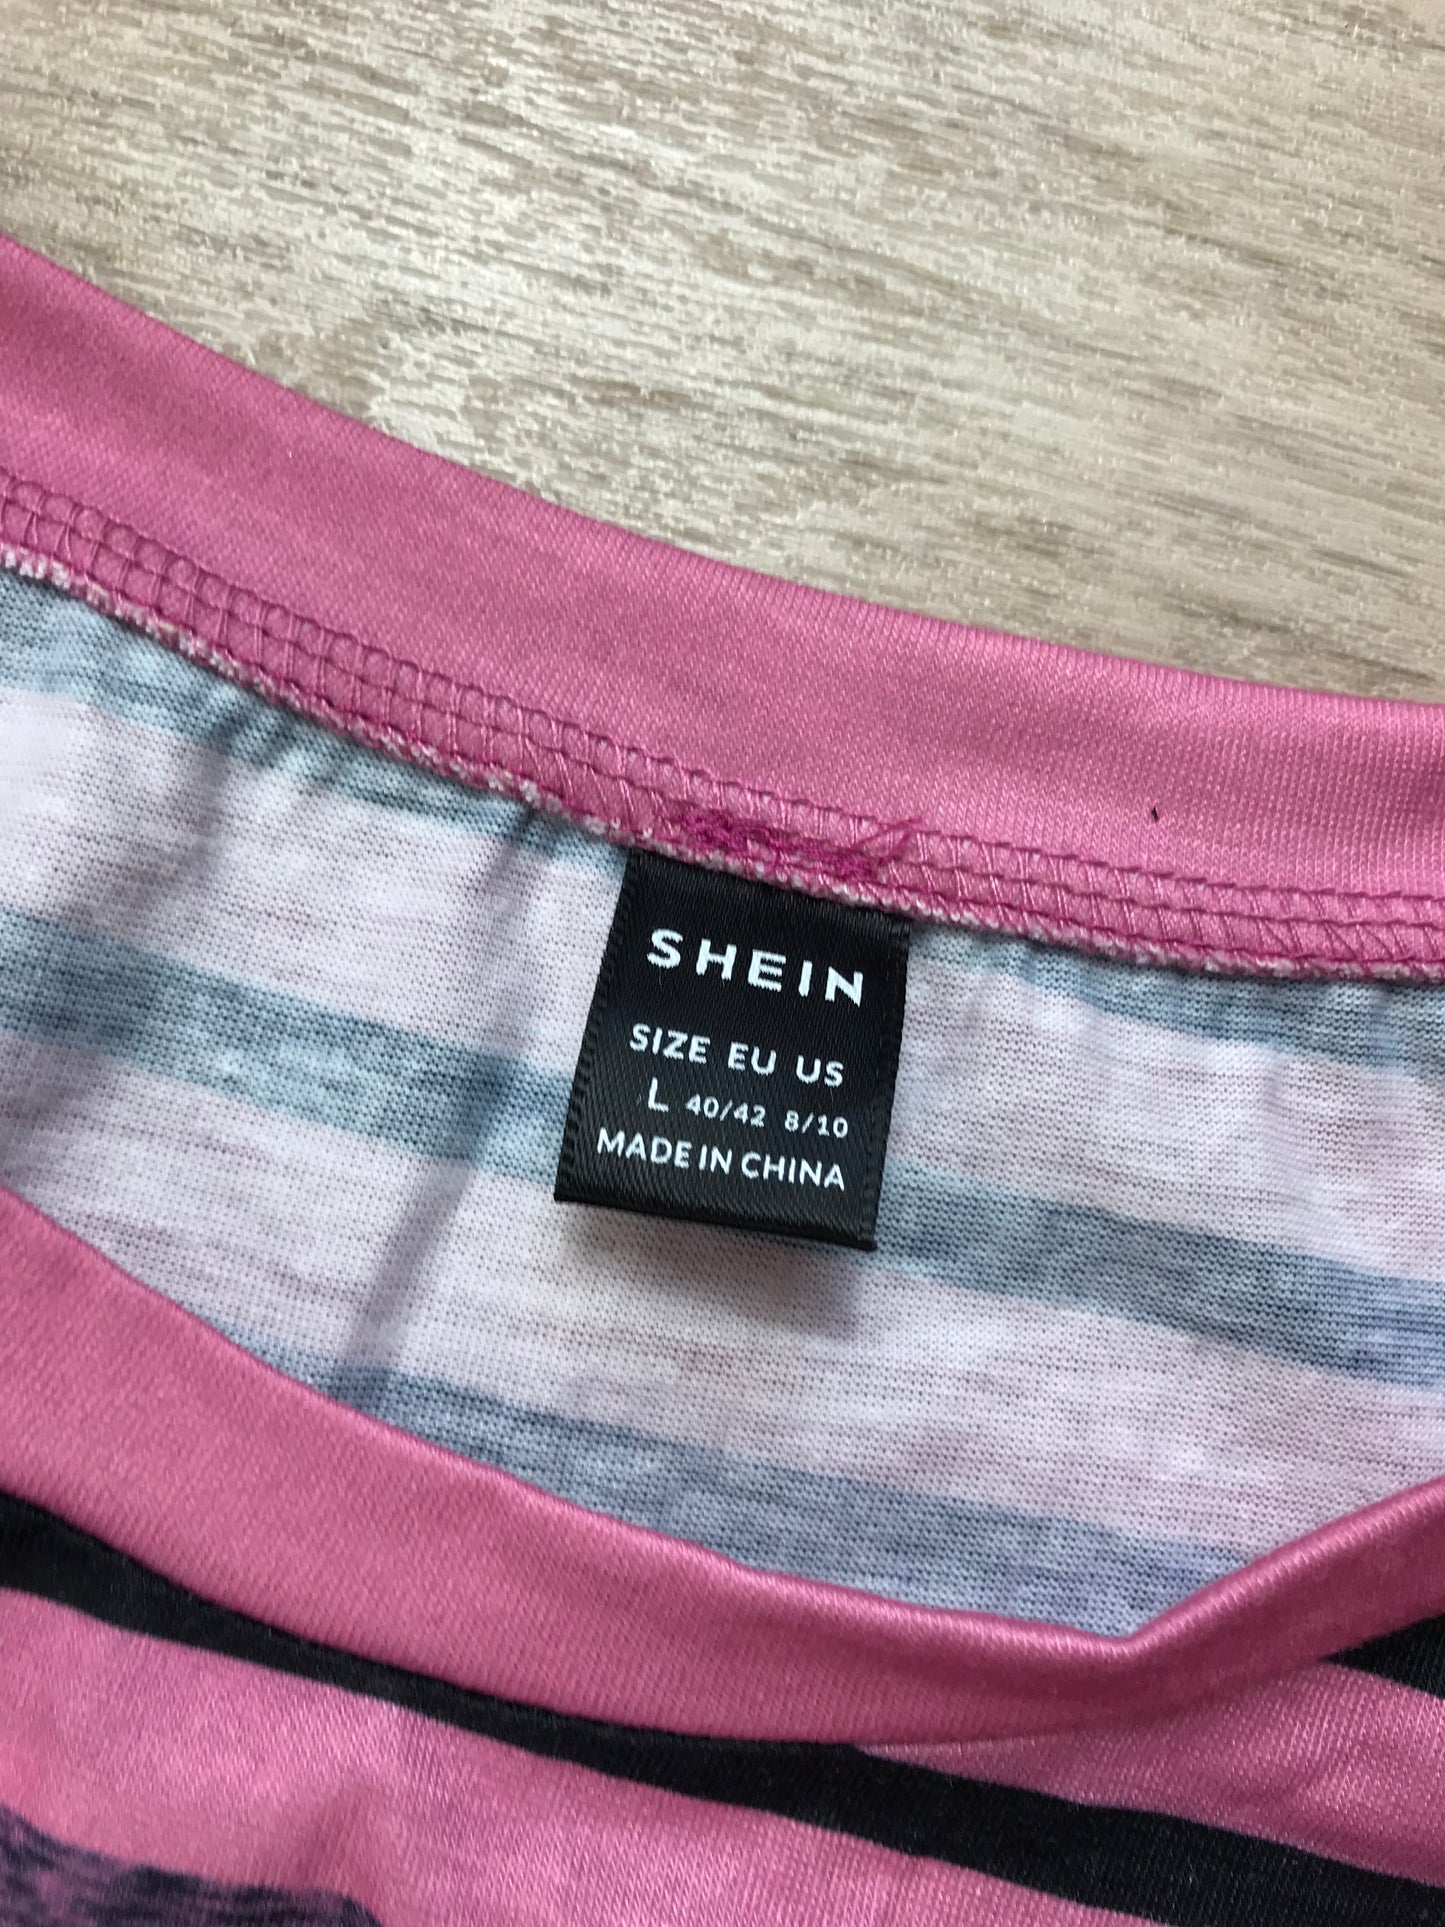 SHEIN
SIZE EU US
L 40/42 8/10
MADE IN CHINA